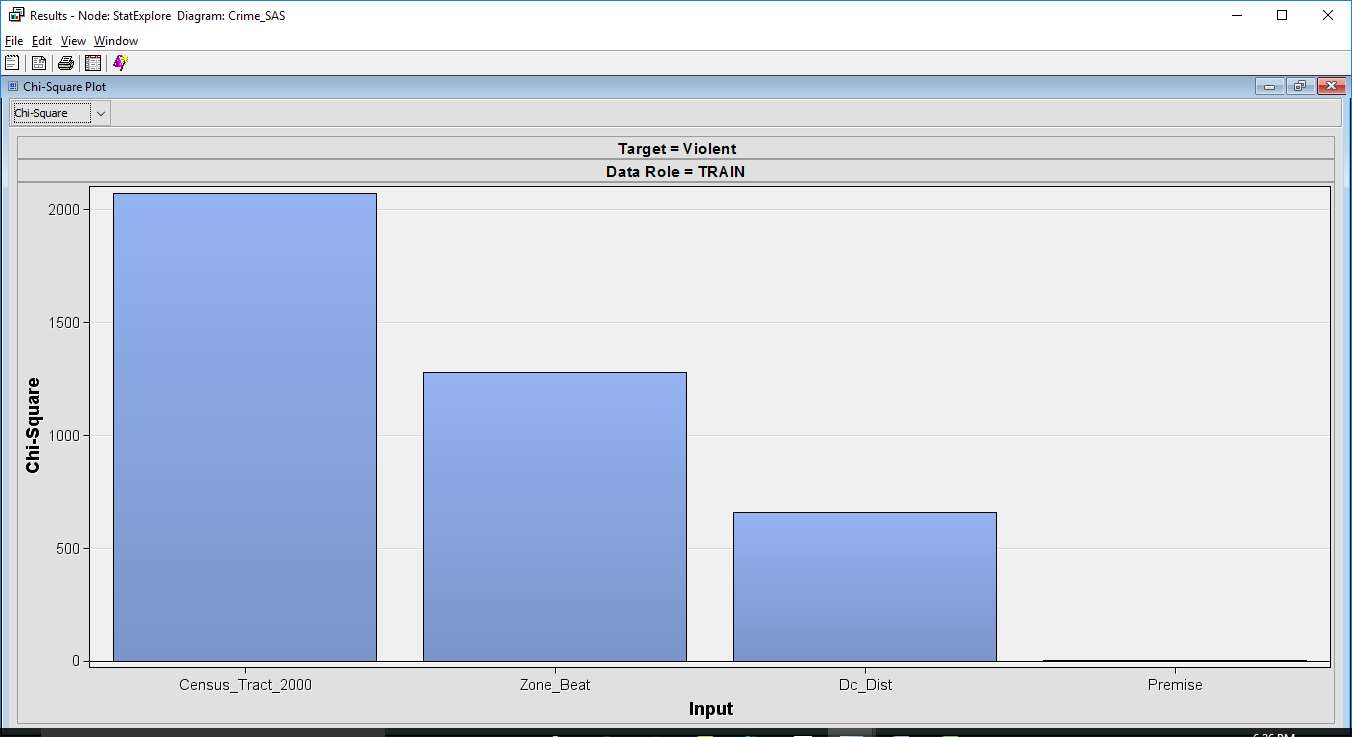 Results - Node: StatExplore Diagram: Crime_SAS
File Edit View Window
Chi-Square Plot
Chi-Square
Target = Violent
Data Role = TRAIN
Chi-Square
2000
1500
1000
500
0
Census_Tract_2000 Zone_Beat Dc_Dist Premise
Input